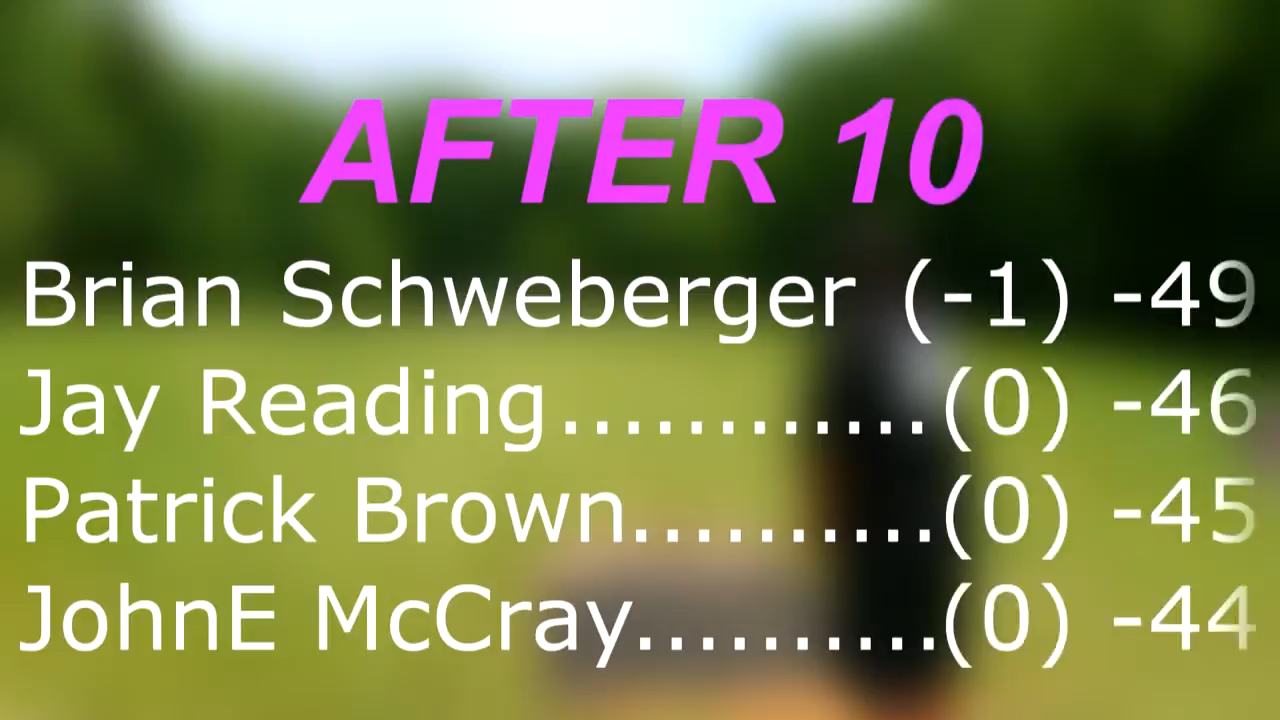 AFTER 10
Brian Schweberger (-1) -49
Jay Reading............(0) -46
Patrick Brown..........(0) -45
JohnE McCray..........(0) -44